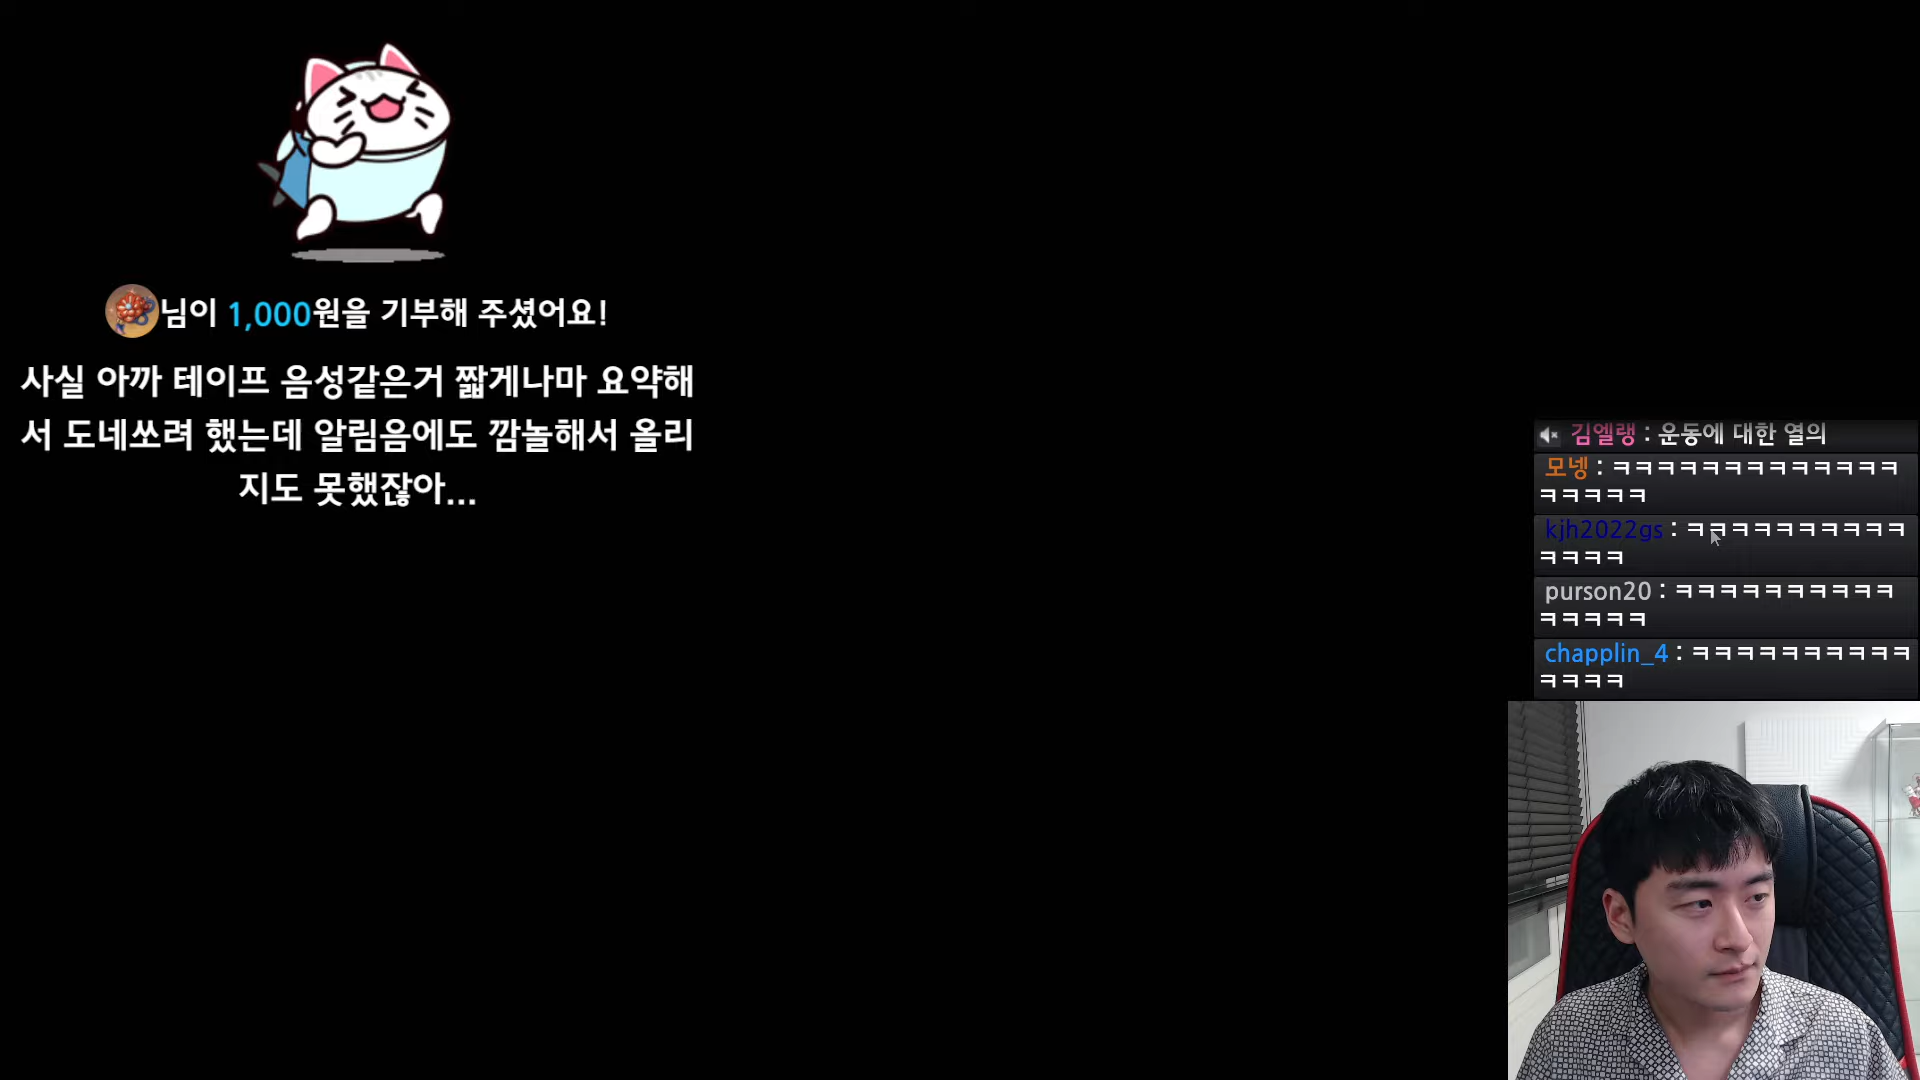 님이 1,000원을 기부해 주셨어요!
사실 아까 테이프 음성같은거 짧게나마 요약해
서 도네쏘려 했는데 알림음에도 깜놀해서 올리
지도 못했잖아...
김엘랭 : 운동에 대한 열의
모넹 : ㅋㅋㅋㅋㅋㅋㅋㅋㅋㅋㅋㅋㅋ
ㅋㅋㅋㅋㅋ
kjh2022gs : ㅋㅋㅋㅋㅋㅋㅋㅋㅋㅋ
ㅋㅋㅋㅋ
purson20 : ㅋㅋㅋㅋㅋㅋㅋㅋㅋㅋ
ㅋㅋㅋㅋㅋ
chapplin_4 : ㅋㅋㅋㅋㅋㅋㅋㅋㅋㅋ
ㅋㅋㅋㅋ